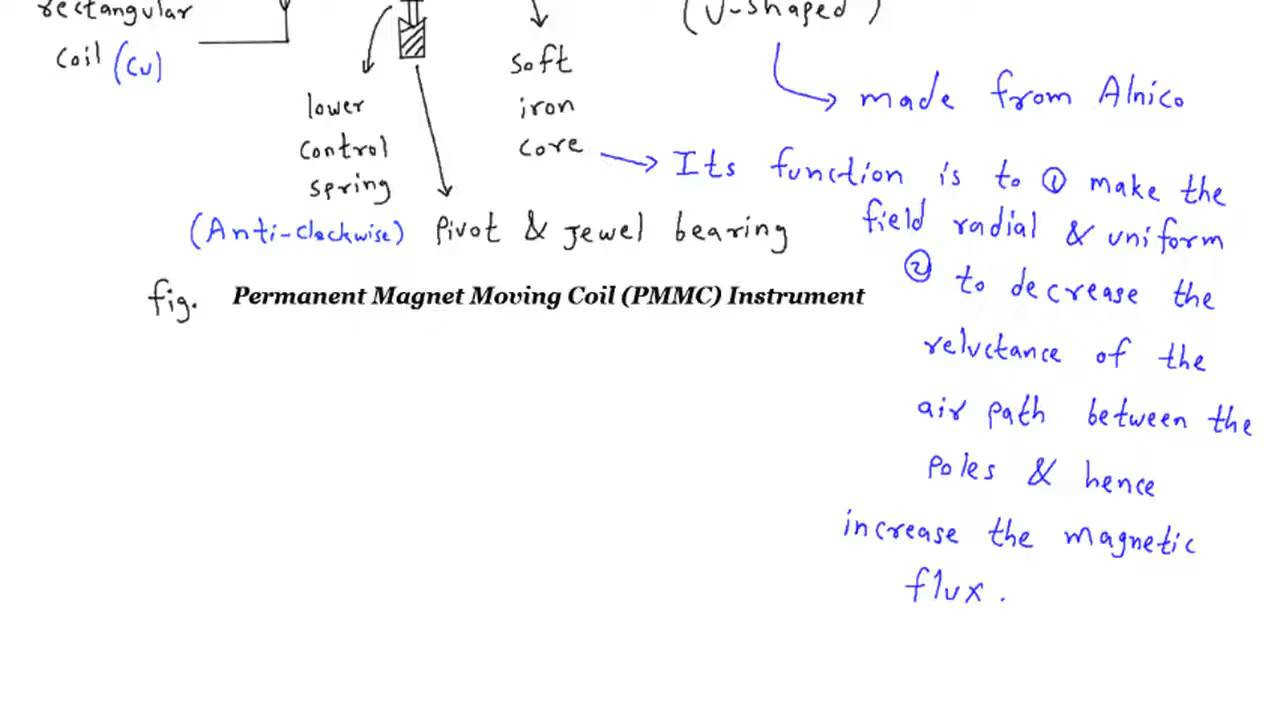 rectangular
coil (Cu)
(U-shaped)
soft
iron
core
lower
control
spring
made from Alnico
Its function is to ① make the
field radial & uniform
② to decrease the
reluctance of the
air path between the
poles & hence
increase the magnetic
flux.
(Anti-clockwise) Pivot & jewel bearing
fig. Permanent Magnet Moving Coil (PMMC) Instrument